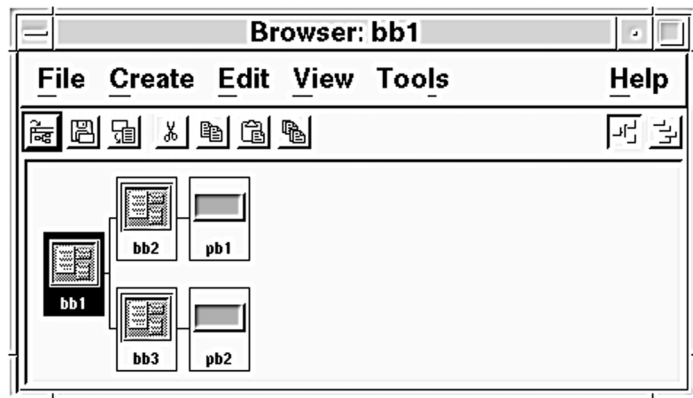 Browser: bb1
File Create Edit View Tools Help
bb2 pb1
bb1
bb3 pb2